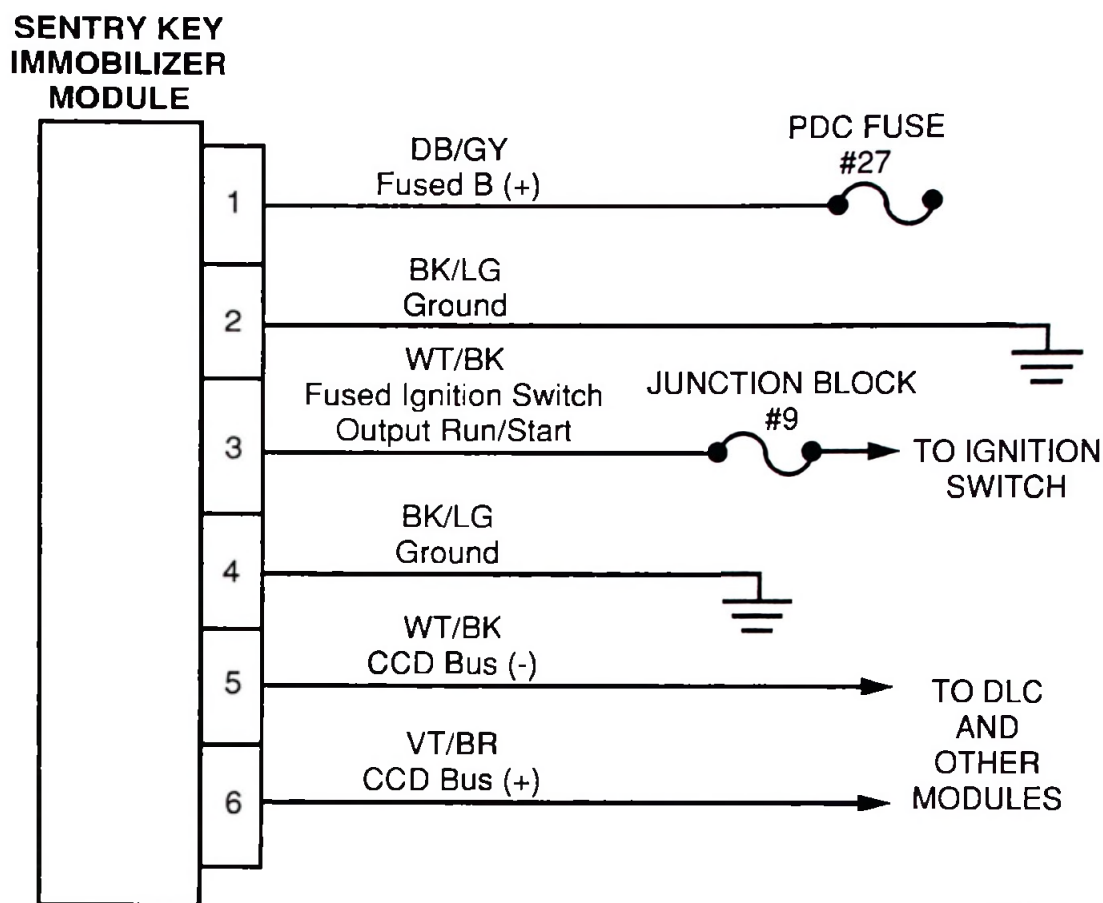 SENTRY KEY
IMMOBILIZER
MODULE
PDC FUSE
#27
1
DB/GY
Fused B (+)
2
BK/LG
Ground
3
WT/BK
Fused Ignition Switch
Output Run/Start
JUNCTION BLOCK
#9
TO IGNITION
SWITCH
4
BK/LG
Ground
5
WT/BK
CCD Bus (-)
6
VT/BR
CCD Bus (+)
TO DLC
AND
OTHER
MODULES